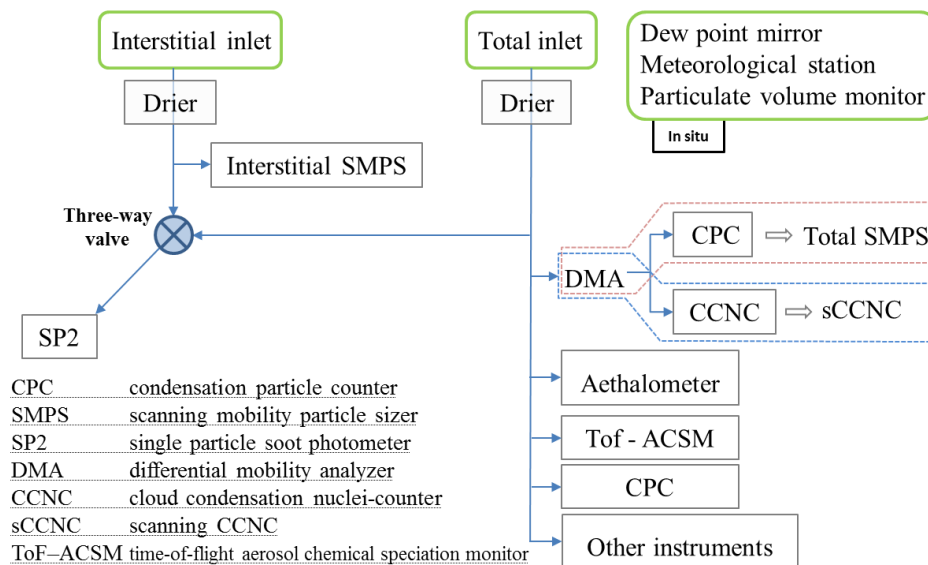 Interstitial inlet
Total inlet
Dew point mirror
Meteorological station
Particulate volume monitor
In situ
Drier
Drier
Interstitial SMPS
Three-way
valve
CPC
Total SMPS
DMA
CCNC
sCCNC
SP2
Aethalometer
Tof - ACSM
CPC
Other instruments
CPC condensation particle counter
SMPS scanning mobility particle sizer
SP2 single particle soot photometer
DMA differential mobility analyzer
CCNC cloud condensation nuclei-counter
sCCNC scanning CCNC
ToF–ACSM time-of-flight aerosol chemical speciation monitor